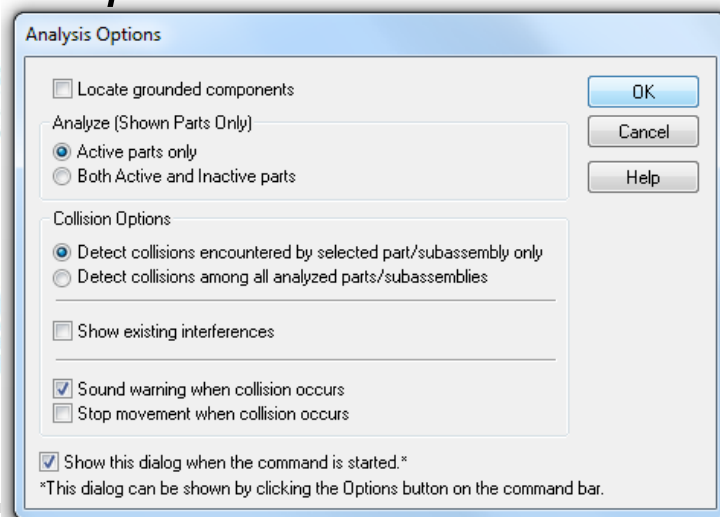 Analysis Options
Locate grounded components
OK
Analyze (Shown Parts Only)
Cancel
Active parts only
Both Active and Inactive parts
Help
Collision Options
Detect collisions encountered by selected part/subassembly only
Detect collisions among all analyzed parts/subassemblies
Show existing interferences
Sound warning when collision occurs
Stop movement when collision occurs
Show this dialog when the command is started.*
*This dialog can be shown by clicking the Options button on the command bar.